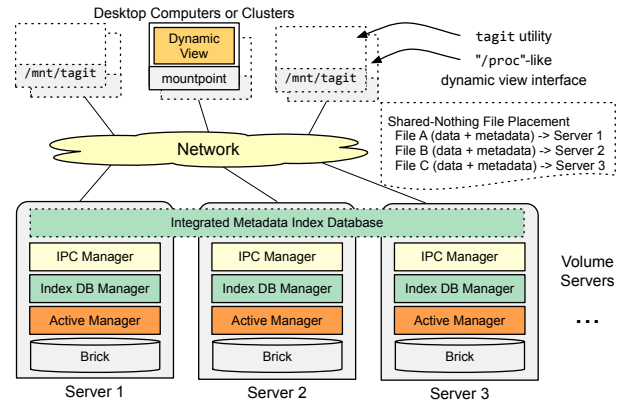 Desktop Computers or Clusters
Dynamic
View
mountpoint
/mnt/tagit
/mnt/tagit
tagit utility
"/proc"-like
dynamic view interface
Shared-Nothing File Placement
File A (data + metadata) -> Server 1
File B (data + metadata) -> Server 2
File C (data + metadata) -> Server 3
Network
Integrated Metadata Index Database
IPC Manager
IPC Manager
IPC Manager
Index DB Manager
Index DB Manager
Index DB Manager
Active Manager
Active Manager
Active Manager
Brick
Brick
Brick
Volume
Servers
...
Server 1
Server 2
Server 3